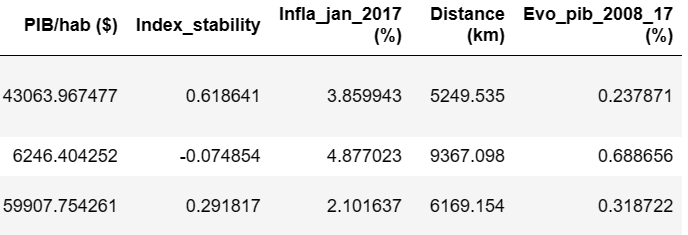 PIB/hab ($) Index_stability Infla_jan_2017 (%) Distance (km) Evo_pib_2008_17 (%)
43063.967477 0.618641 3.859943 5249.535 0.237871
6246.404252 -0.074854 4.877023 9367.098 0.688656
59907.754261 0.291817 2.101637 6169.154 0.318722